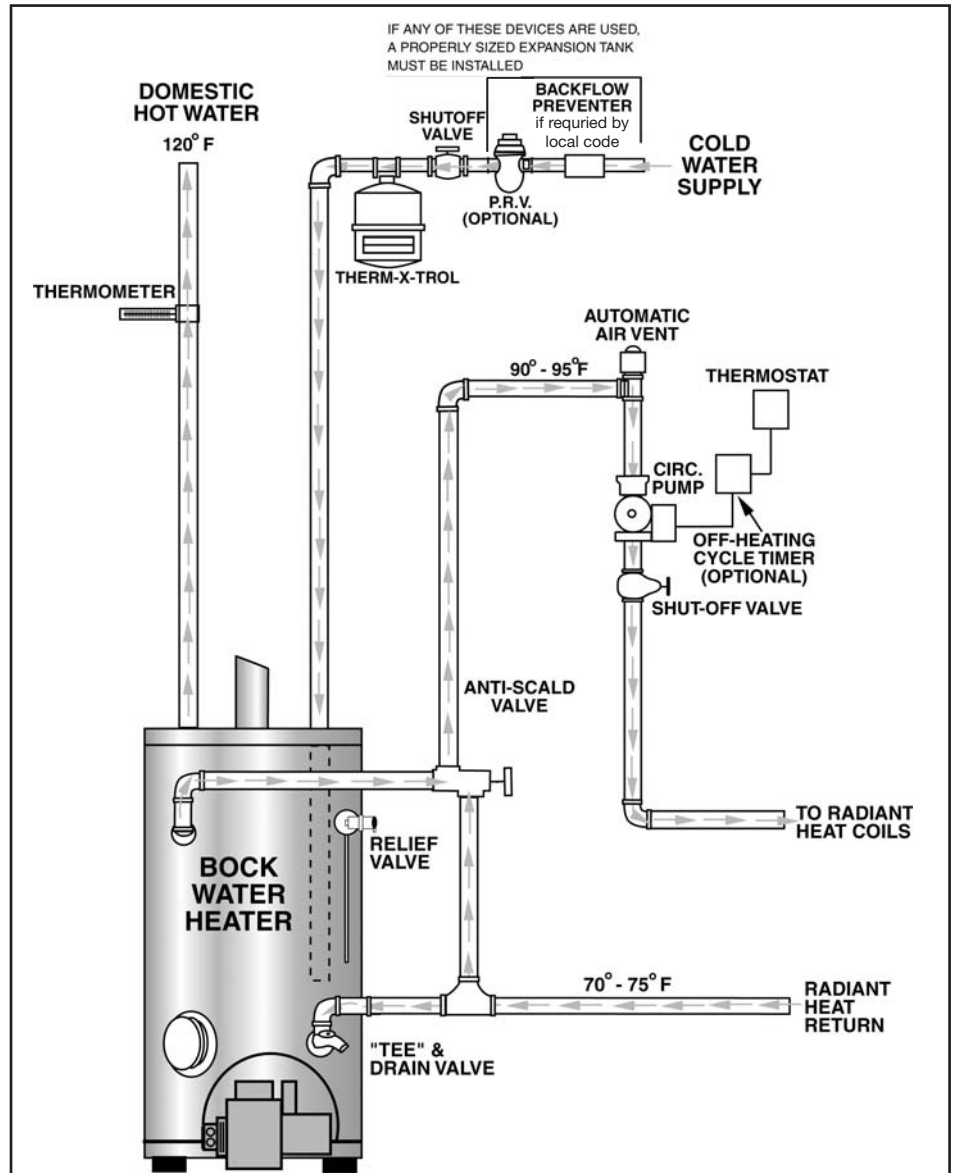 IF ANY OF THESE DEVICES ARE USED,
A PROPERLY SIZED EXPANSION TANK
MUST BE INSTALLED
DOMESTIC
HOT WATER
120° F
BACKFLOW
PREVENTER
if requried by
local code
SHUTOFF
VALVE
COLD
WATER
SUPPLY
P.R.V.
(OPTIONAL)
THERM-X-TROL
THERMOMETER
AUTOMATIC
AIR VENT
90° - 95°F
THERMOSTAT
CIRC.
PUMP
OFF-HEATING
CYCLE TIMER
(OPTIONAL)
SHUT-OFF VALVE
ANTI-SCALD
VALVE
TO RADIANT
HEAT COILS
RELIEF
VALVE
BOCK
WATER
HEATER
70° - 75° F
RADIANT
HEAT
RETURN
"TEE" &
DRAIN VALVE